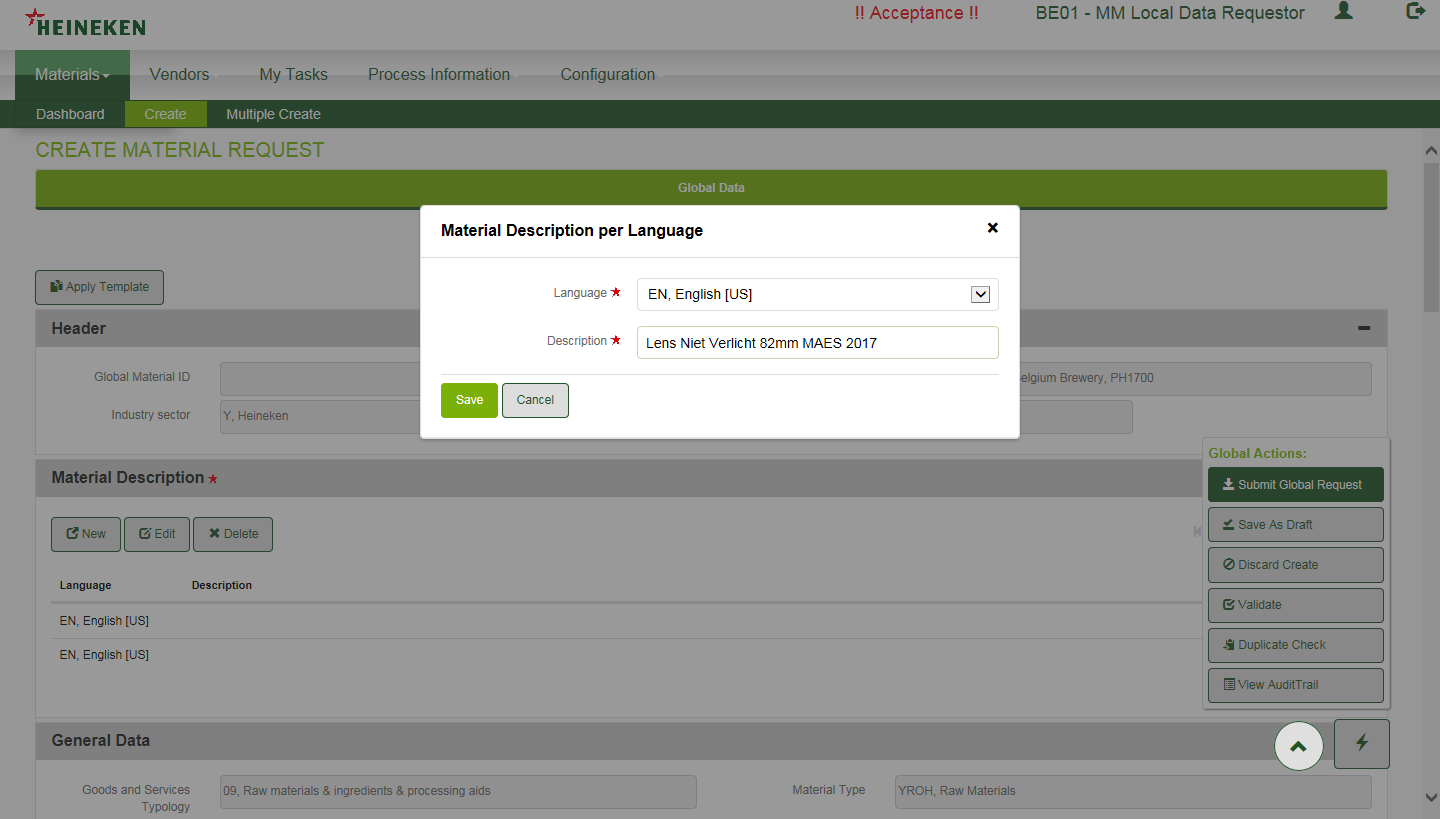 HEINEKEN
!! Acceptance !!
BE01 - MM Local Data Requestor
Materials
Vendors
My Tasks
Process Information
Configuration
Dashboard
Create
Multiple Create
CREATE MATERIAL REQUEST
Global Data
Material Description per Language
Language
EN, English [US]
Description
Lens Niet Verlicht 82mm MAES 2017
Save
Cancel
Apply Template
Header
Global Material ID
Belgium Brewery, PH1700
Industry sector
Y, Heineken
Material Description
New
Edit
Delete
Language
Description
EN, English [US]
EN, English [US]
Global Actions:
Submit Global Request
Save As Draft
Discard Create
Validate
Duplicate Check
View AuditTrail
General Data
Goods and Services
Typology
09, Raw materials & ingredients & processing aids
Material Type
YROH, Raw Materials